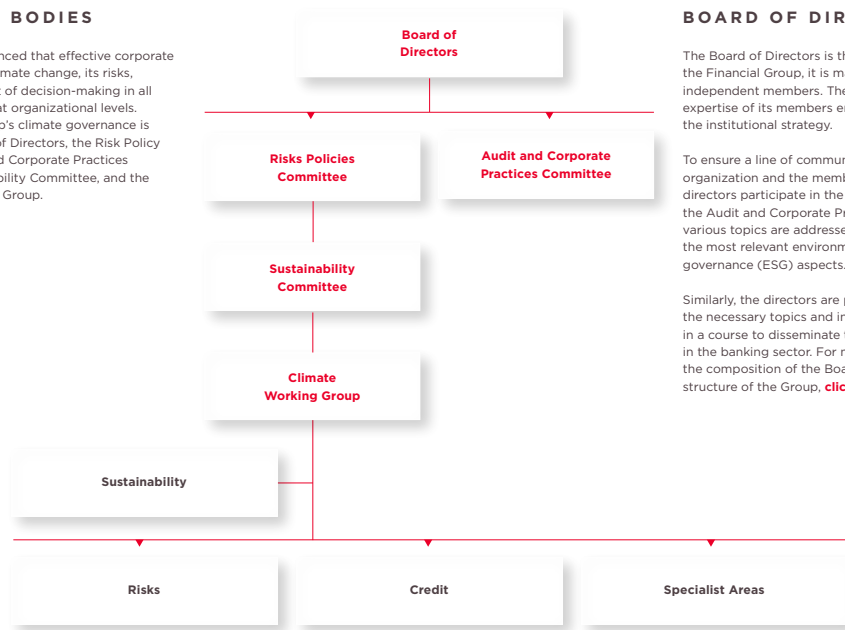 BODIES
that effective corporate
climate change, its risks,
of decision-making in all
at organizational levels.
climate governance is
of Directors, the Risk Policy
Corporate Practices
Committee, and the
Group.
Board of
Directors
Risks Policies
Committee
Audit and Corporate
Practices Committee
Sustainability
Committee
Climate
Working Group
Sustainability
Risks
Credit
Specialist Areas
BOARD OF DIR
The Board of Directors is th
the Financial Group, it is ma
independent members. The
expertise of its members en
the institutional strategy.
To ensure a line of commun
organization and the memb
directors participate in the
the Audit and Corporate Pr
various topics are addresse
the most relevant environm
governance (ESG) aspects.
Similarly, the directors are p
the necessary topics and in
in a course to disseminate t
in the banking sector. For m
the composition of the Boa
structure of the Group, clic